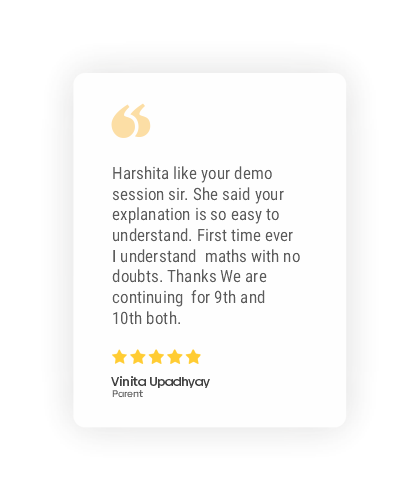 Harshita like your demo
session sir. She said your
explanation is so easy to
understand. First time ever
I understand  maths with no
doubts. Thanks We are
continuing  for 9th and
10th both.
Vinita Upadhyay
Parent